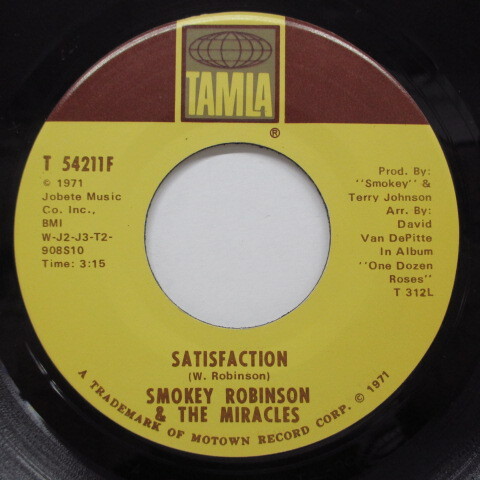 TAMLA
®
T 54211F
© 1971
Jobete Music
Co. Inc.,
BMI
W-J2-J3-T2-
908S10
Time: 3:15
Prod. By:
"Smokey" &
Terry Johnson
Arr. By:
David
Van DePitte
In Album
"One Dozen
Roses"
T 312L
SATISFACTION
(W. Robinson)
SMOKEY ROBINSON
& THE MIRACLES
A TRADEMARK OF MOTOWN RECORD CORP. © 1971